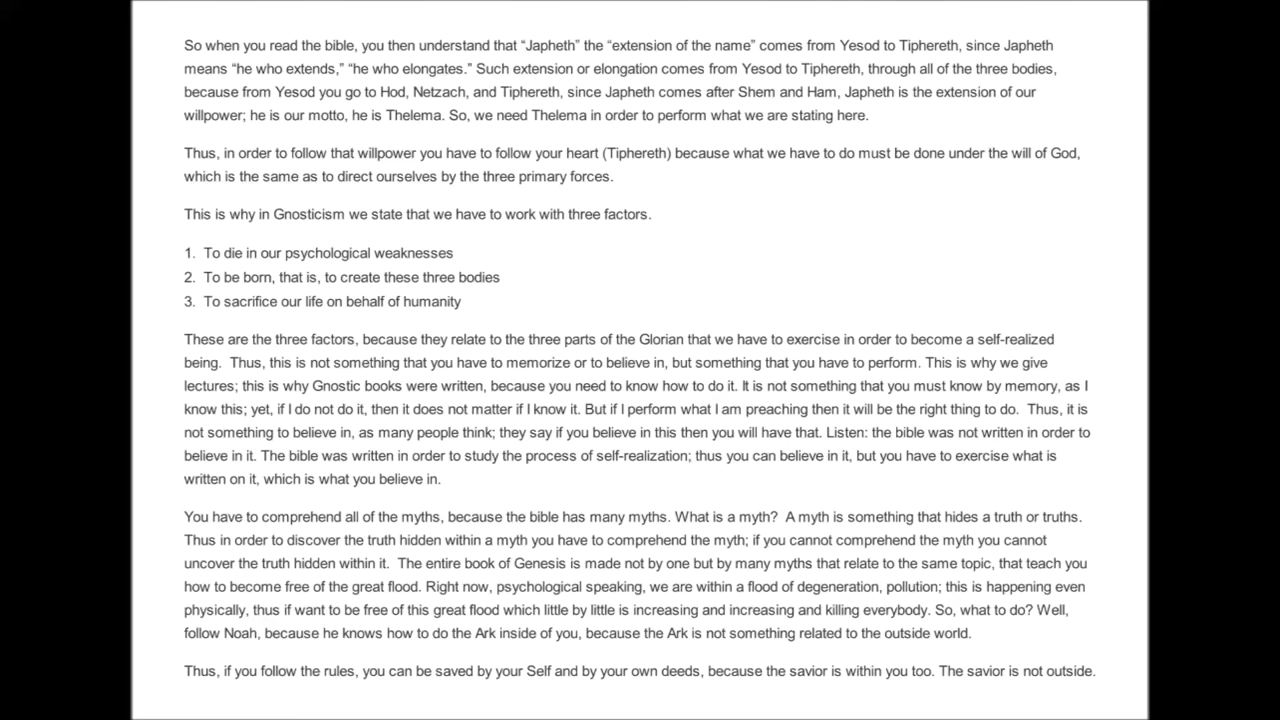 So when you read the bible, you then understand that “Japheth” the “extension of the name” comes from Yesod to Tiphereth, since Japheth
means “he who extends,” “he who elongates.” Such extension or elongation comes from Yesod to Tiphereth, through all of the three bodies,
because from Yesod you go to Hod, Netzach, and Tiphereth, since Japheth comes after Shem and Ham, Japheth is the extension of our
willpower; he is our motto, he is Thelema. So, we need Thelema in order to perform what we are stating here.
Thus, in order to follow that willpower you have to follow your heart (Tiphereth) because what we have to do must be done under the will of God,
which is the same as to direct ourselves by the three primary forces.
This is why in Gnosticism we state that we have to work with three factors.
1. To die in our psychological weaknesses
2. To be born, that is, to create these three bodies
3. To sacrifice our life on behalf of humanity
These are the three factors, because they relate to the three parts of the Glorian that we have to exercise in order to become a self-realized
being. Thus, this is not something that you have to memorize or to believe in, but something that you have to perform. This is why we give
lectures; this is why Gnostic books were written, because you need to know how to do it. It is not something that you must know by memory, as I
know this; yet, if I do not do it, then it does not matter if I know it. But if I perform what I am preaching then it will be the right thing to do. Thus, it is
not something to believe in, as many people think; they say if you believe in this then you will have that. Listen: the bible was not written in order to
believe in it. The bible was written in order to study the process of self-realization; thus you can believe in it, but you have to exercise what is
written on it, which is what you believe in.
You have to comprehend all of the myths, because the bible has many myths. What is a myth? A myth is something that hides a truth or truths.
Thus in order to discover the truth hidden within a myth you have to comprehend the myth; if you cannot comprehend the myth you cannot
uncover the truth hidden within it. The entire book of Genesis is made not by one but by many myths that relate to the same topic, that teach you
how to become free of the great flood. Right now, psychological speaking, we are within a flood of degeneration, pollution; this is happening even
physically, thus if want to be free of this great flood which little by little is increasing and increasing and killing everybody. So, what to do? Well,
follow Noah, because he knows how to do the Ark inside of you, because the Ark is not something related to the outside world.
Thus, if you follow the rules, you can be saved by your Self and by your own deeds, because the savior is within you too. The savior is not outside.